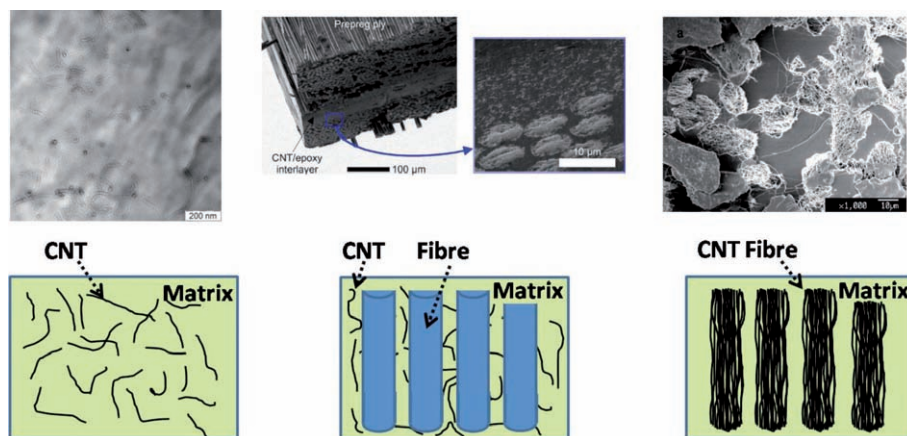 200 nm
Prepreg ply
CNT/epoxy
interlayer
100 μm
10 μm
a
×1,000 10μm
CNT
Matrix
CNT Fibre
Matrix
CNT Fibre
Matrix